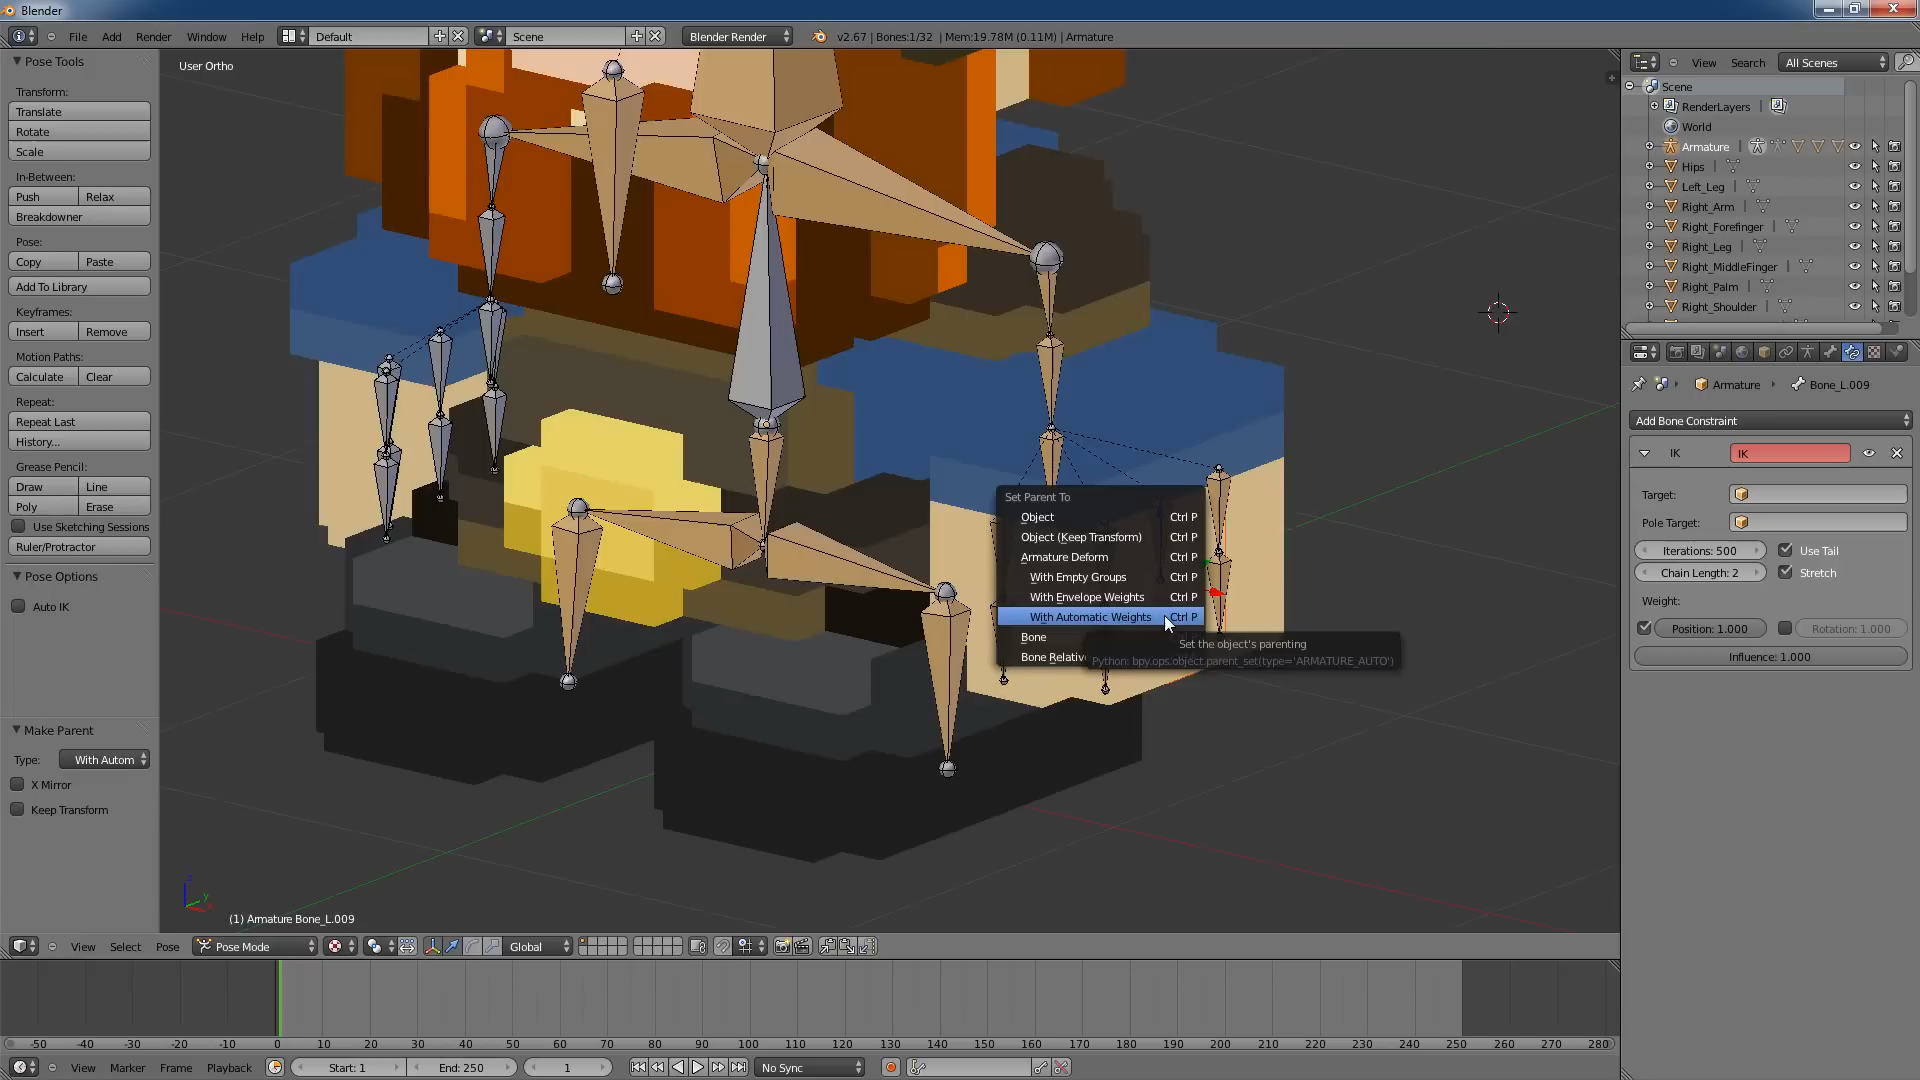 Blender
File Add Render Window Help Default Scene Blender Render v2.67 | Bones:1/32 | Mem:19.78M (0.11M) | Armature
Pose Tools
Transform:
Translate
Rotate
Scale
In-Between:
Push Relax
Breakdowner
Pose:
Copy Paste
Add To Library
Keyframes:
Insert Remove
Motion Paths:
Calculate Clear
Repeat:
Repeat Last
History...
Grease Pencil:
Draw Line
Poly Erase
Use Sketching Sessions
Ruler/Protractor
Pose Options
Auto IK
Make Parent
Type: With Autom
X Mirror
Keep Transform
User Ortho
Set Parent To
Object Ctrl P
Object (Keep Transform) Ctrl P
Armature Deform Ctrl P
With Empty Groups Ctrl P
With Envelope Weights Ctrl P
With Automatic Weights Ctrl P
Bone
Bone Relativ
Set the object's parenting
Python: bpy.ops.object.parent_set(type='ARMATURE_AUTO')
z
y
(1) Armature Bone_L.009
View Select Pose Pose Mode Global
View Search All Scenes
Scene
RenderLayers |
World
Armature |
Hips |
Left_Leg |
Right_Arm |
Right_Forefinger |
Right_Leg |
Right_MiddleFinger |
Right_Palm |
Right_Shoulder |
Armature Bone_L.009
Add Bone Constraint
IK IK
Target:
Pole Target:
Iterations: 500 Use Tail
Chain Length: 2 Stretch
Weight:
Position: 1.000 Rotation: 1.000
Influence: 1.000
-50 -40 -30 -20 -10 0 10 20 30 40 50 60 70 80 90 100 110 120 130 140 150 160 170 180 190 200 210 220 230 240 250 260 270 280
View Marker Frame Playback Start: 1 End: 250 1 No Sync